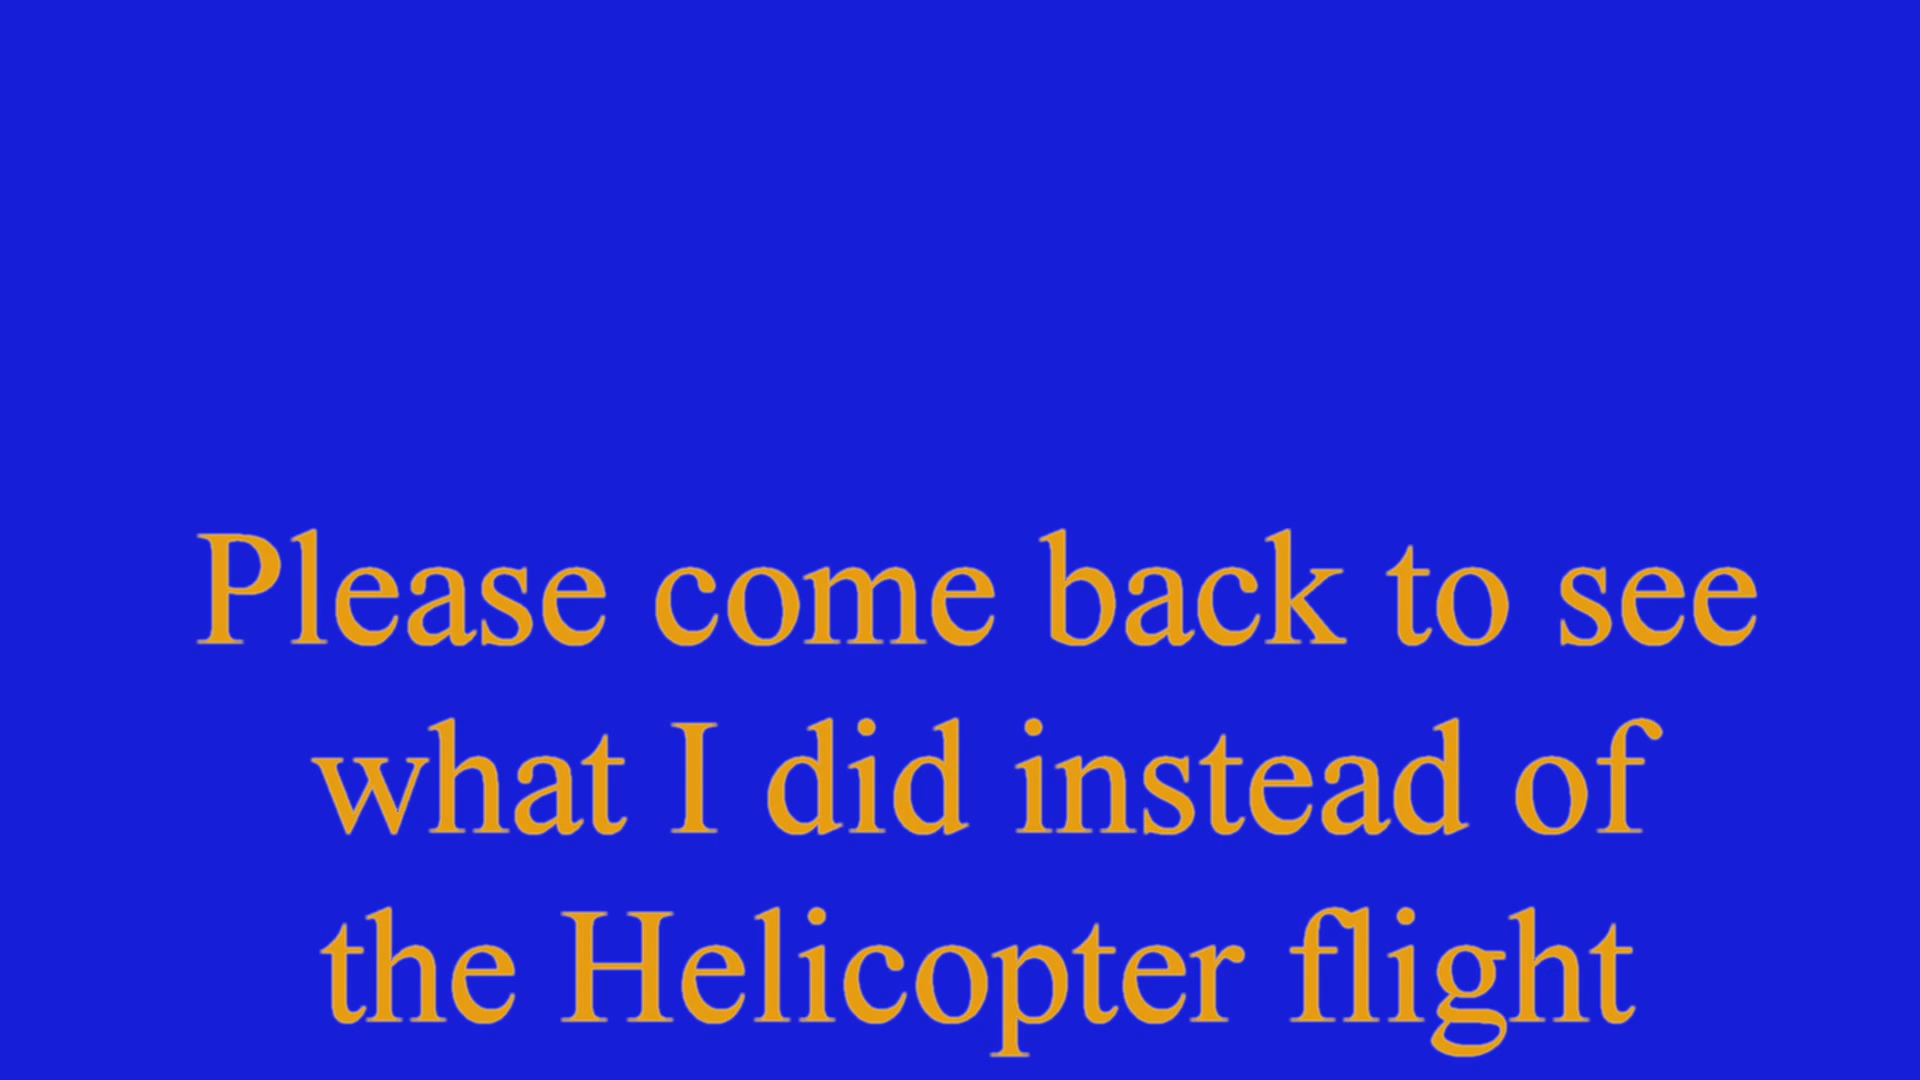 Please come back to see
what I did instead of
the Helicopter flight